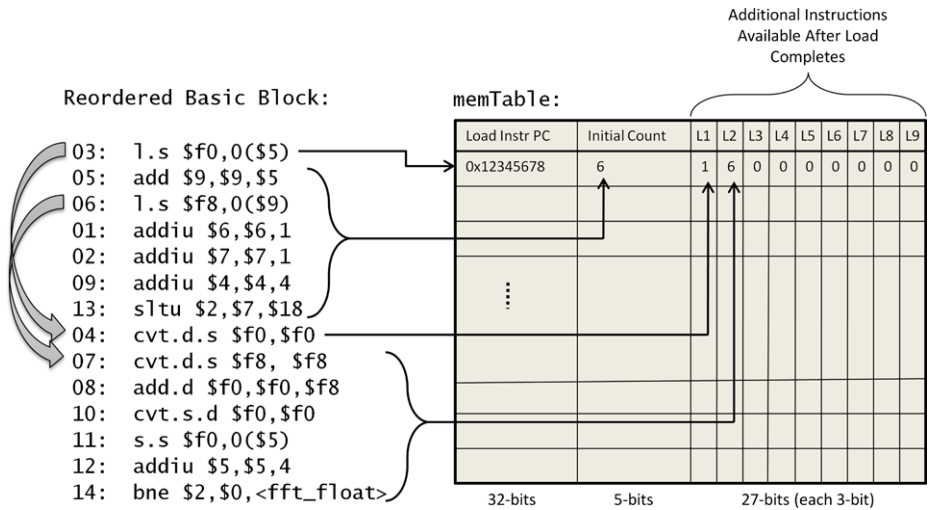 Additional Instructions
Available After Load
Completes
Reordered Basic Block:
memTable:
03: l.s $f0,0($5)
05: add $9,$9,$5
06: l.s $f8,0($9)
01: addiu $6,$6,1
02: addiu $7,$7,1
09: addiu $4,$4,4
13: sltu $2,$7,$18
04: cvt.d.s $f0,$f0
07: cvt.d.s $f8, $f8
08: add.d $f0,$f0,$f8
10: cvt.s.d $f0,$f0
11: s.s $f0,0($5)
12: addiu $5,$5,4
14: bne $2,$0,<fft_float>
Load Instr PC Initial Count L1 L2 L3 L4 L5 L6 L7 L8 L9
0x12345678 6 1 6 0 0 0 0 0 0 0
32-bits 5-bits 27-bits (each 3-bit)